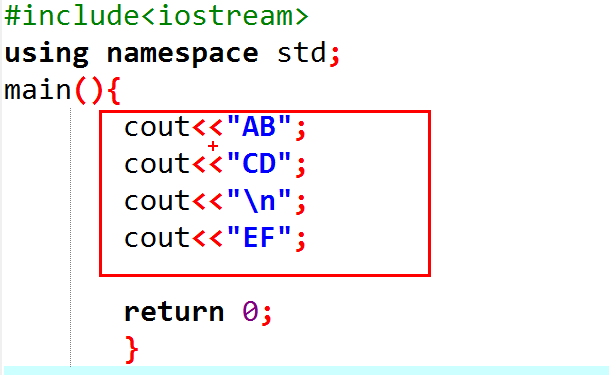 #include<iostream>
using namespace std;
main(){
cout<<"AB";
cout<<"CD";
cout<<"\n";
cout<<"EF";
return 0;
}